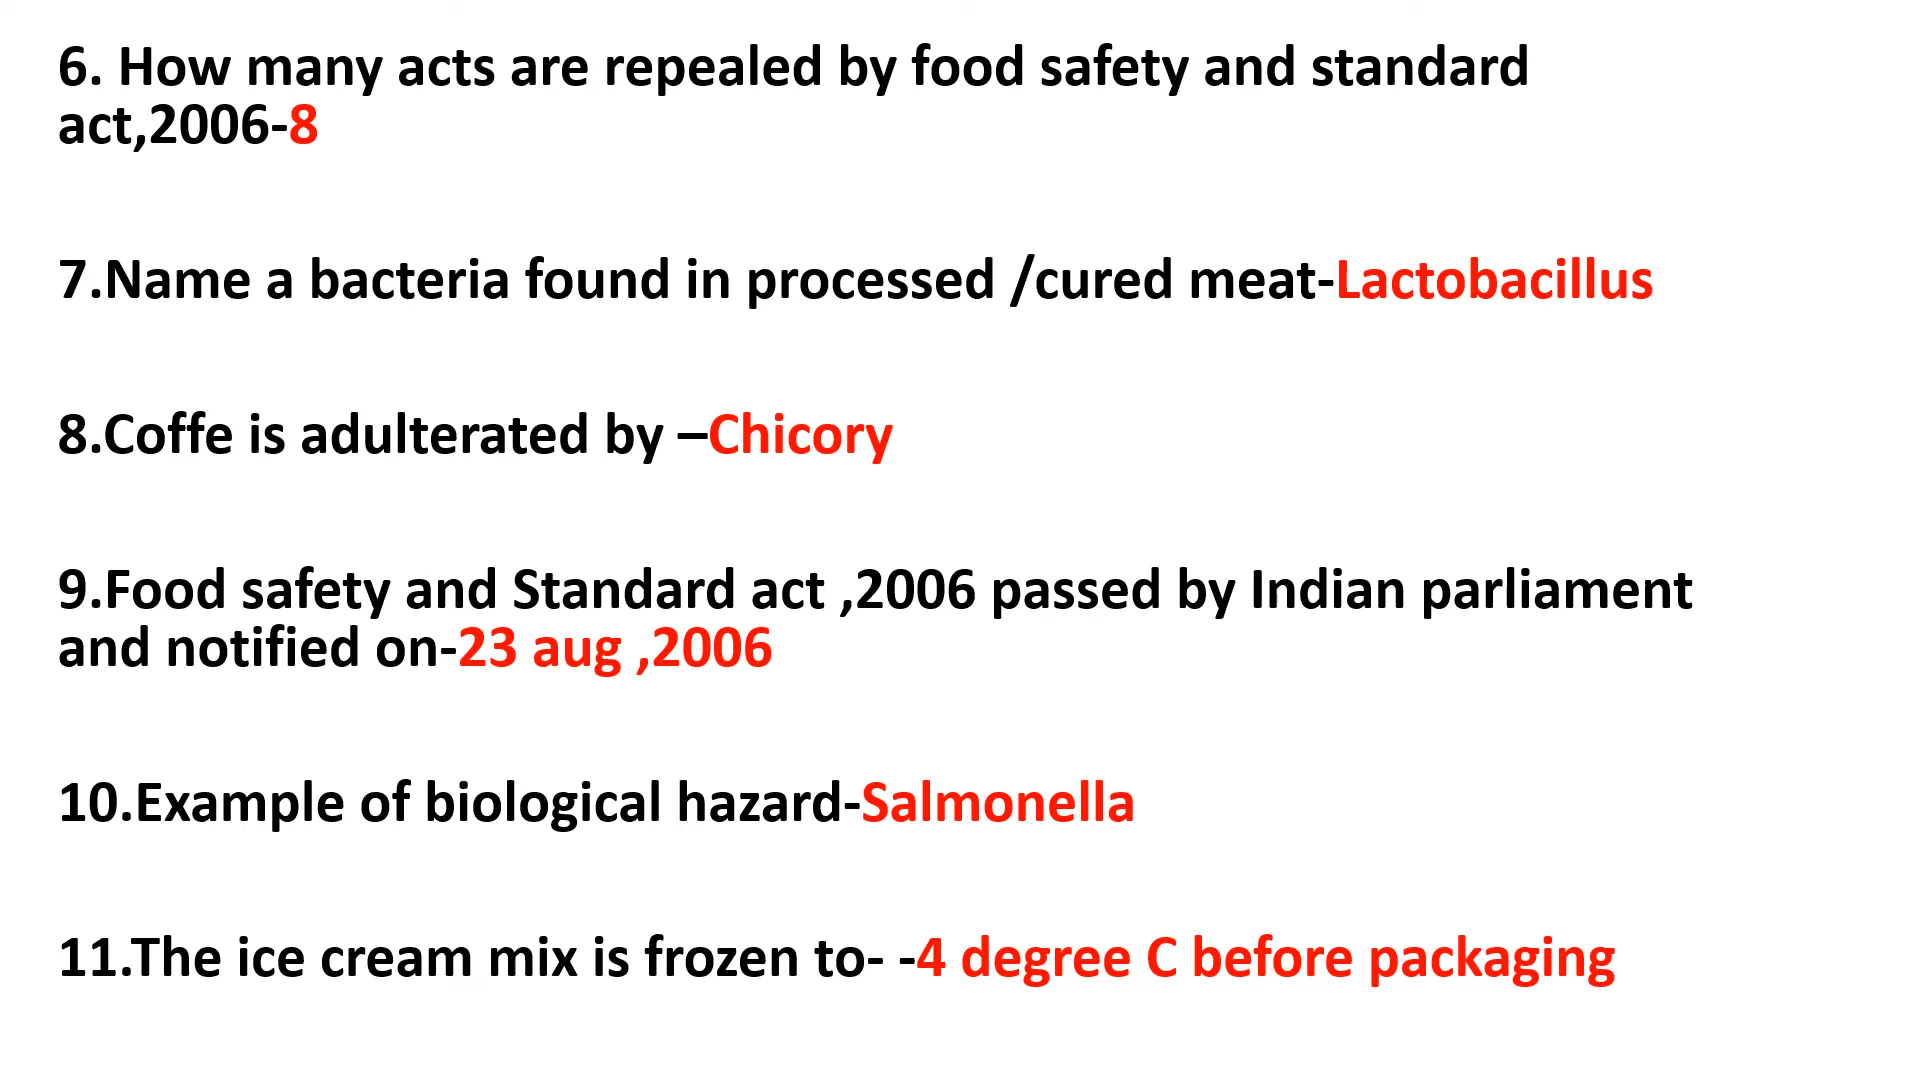 6. How many acts are repealed by food safety and standard
act,2006-8
7.Name a bacteria found in processed /cured meat-Lactobacillus
8.Coffe is adulterated by –Chicory
9.Food safety and Standard act ,2006 passed by Indian parliament
and notified on-23 aug ,2006
10.Example of biological hazard-Salmonella
11.The ice cream mix is frozen to- -4 degree C before packaging